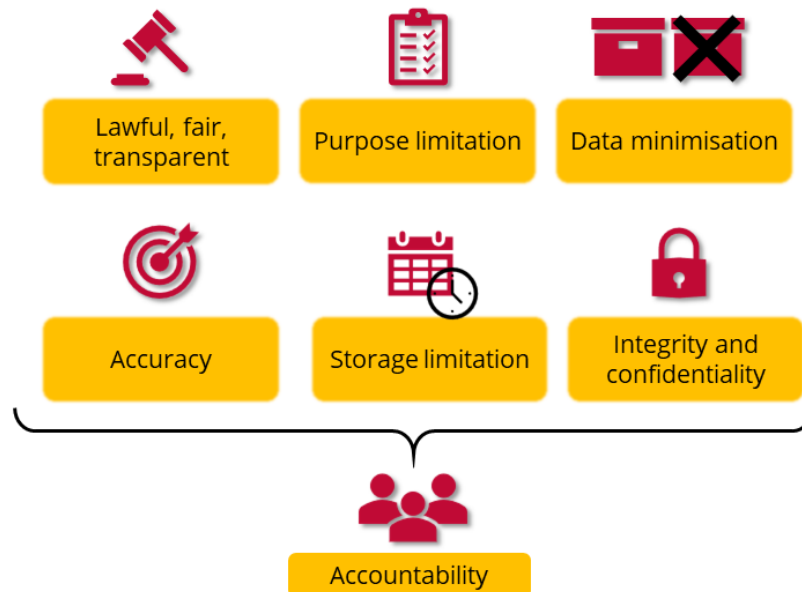 Lawful, fair,
transparent
Purpose limitation
Data minimisation
Accuracy
Storage limitation
Integrity and
confidentiality
Accountability